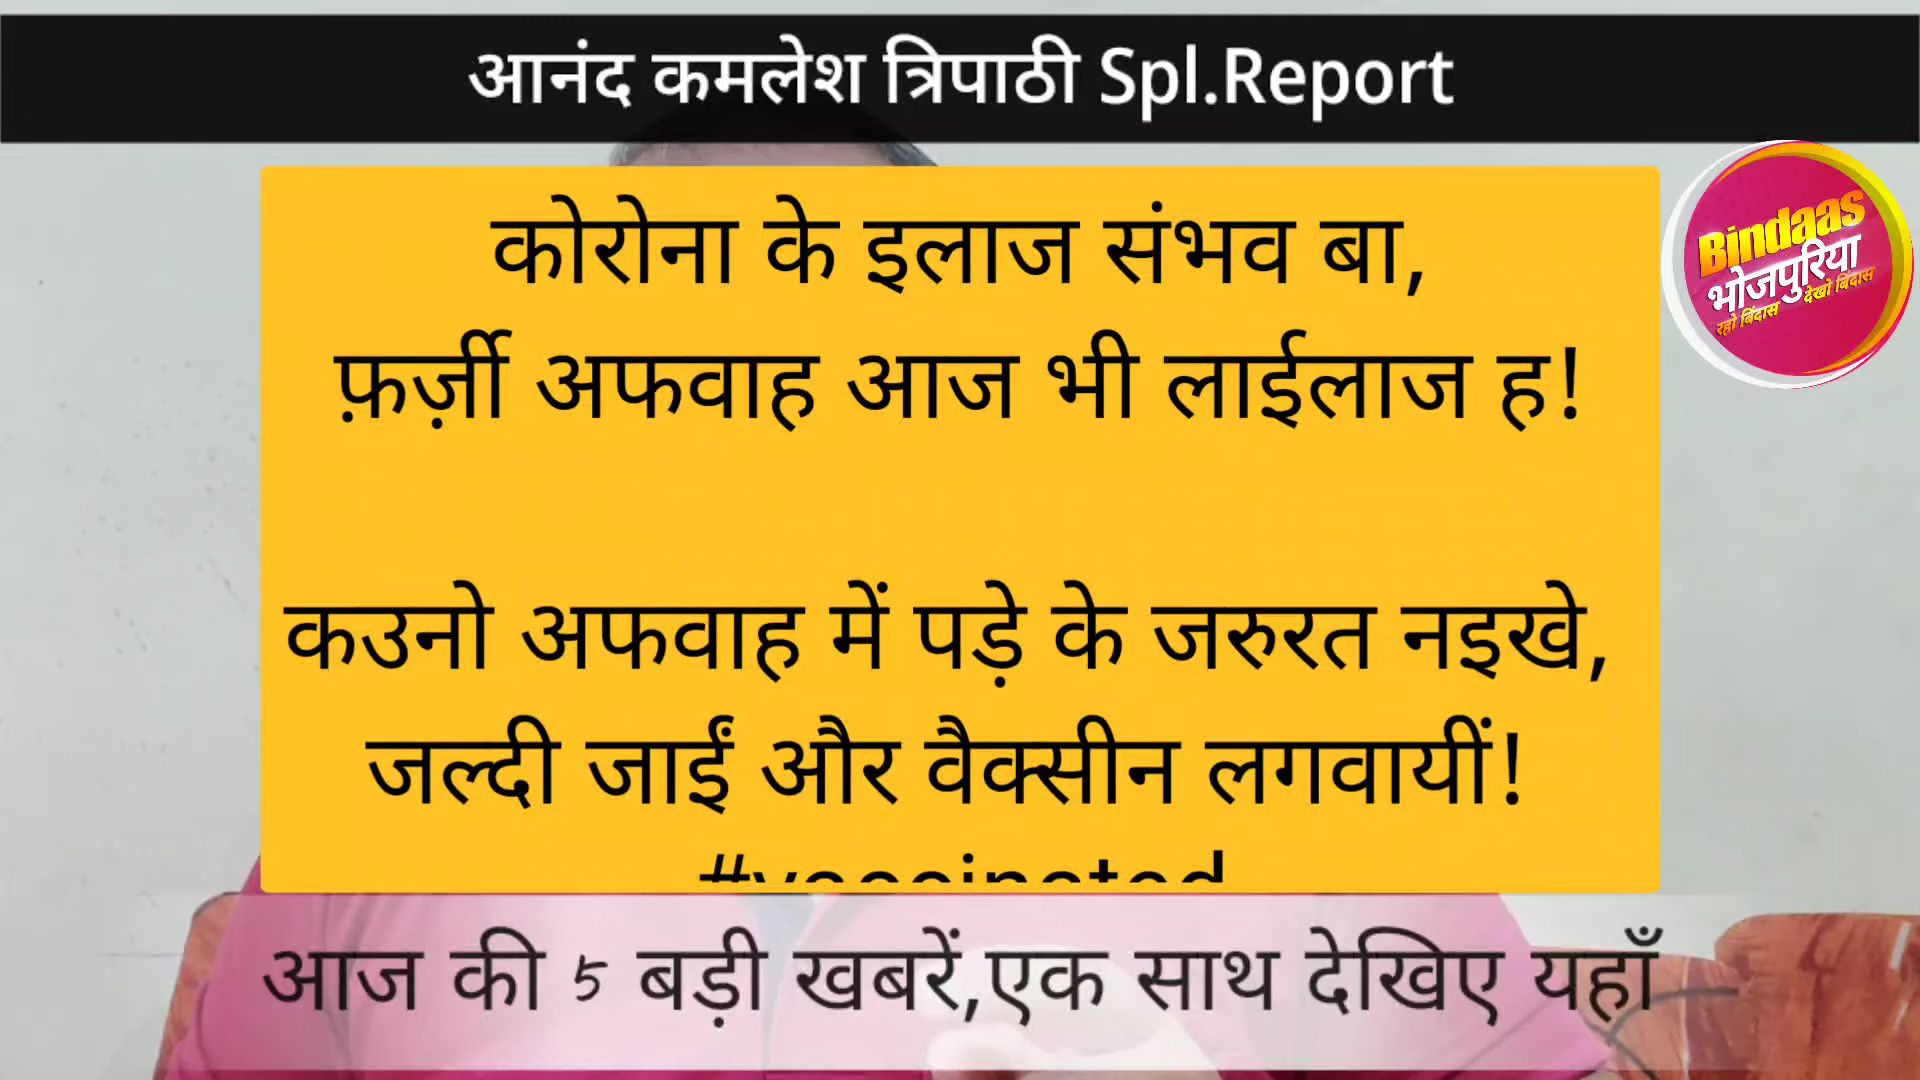 आनंद कमलेश त्रिपाठी Spl.Report
Bindaas
भोजपुरिया
रहो बिंदास देखो बिंदास
कोरोना के इलाज संभव बा,
फ़र्ज़ी अफवाह आज भी लाईलाज ह!
कउनो अफवाह में पड़े के जरुरत नइखे,
जल्दी जाईं और वैक्सीन लगवायीं!
#vaccinated
आज की 5 बड़ी खबरें,एक साथ देखिए यहाँ